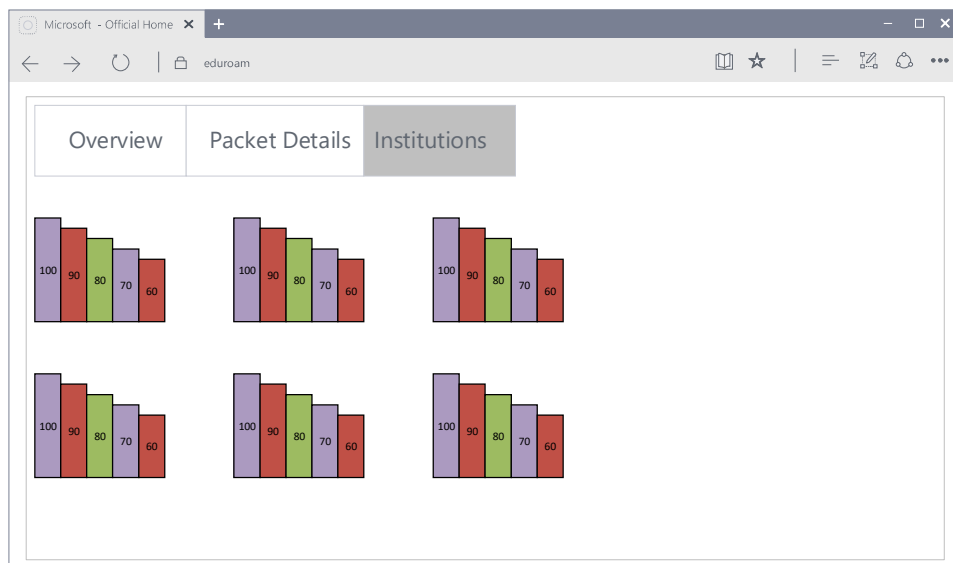 Microsoft - Official Home
eduroam
Overview Packet Details Institutions
100 90 80 70 60 100 90 80 70 60 100 90 80 70 60
100 90 80 70 60 100 90 80 70 60 100 90 80 70 60